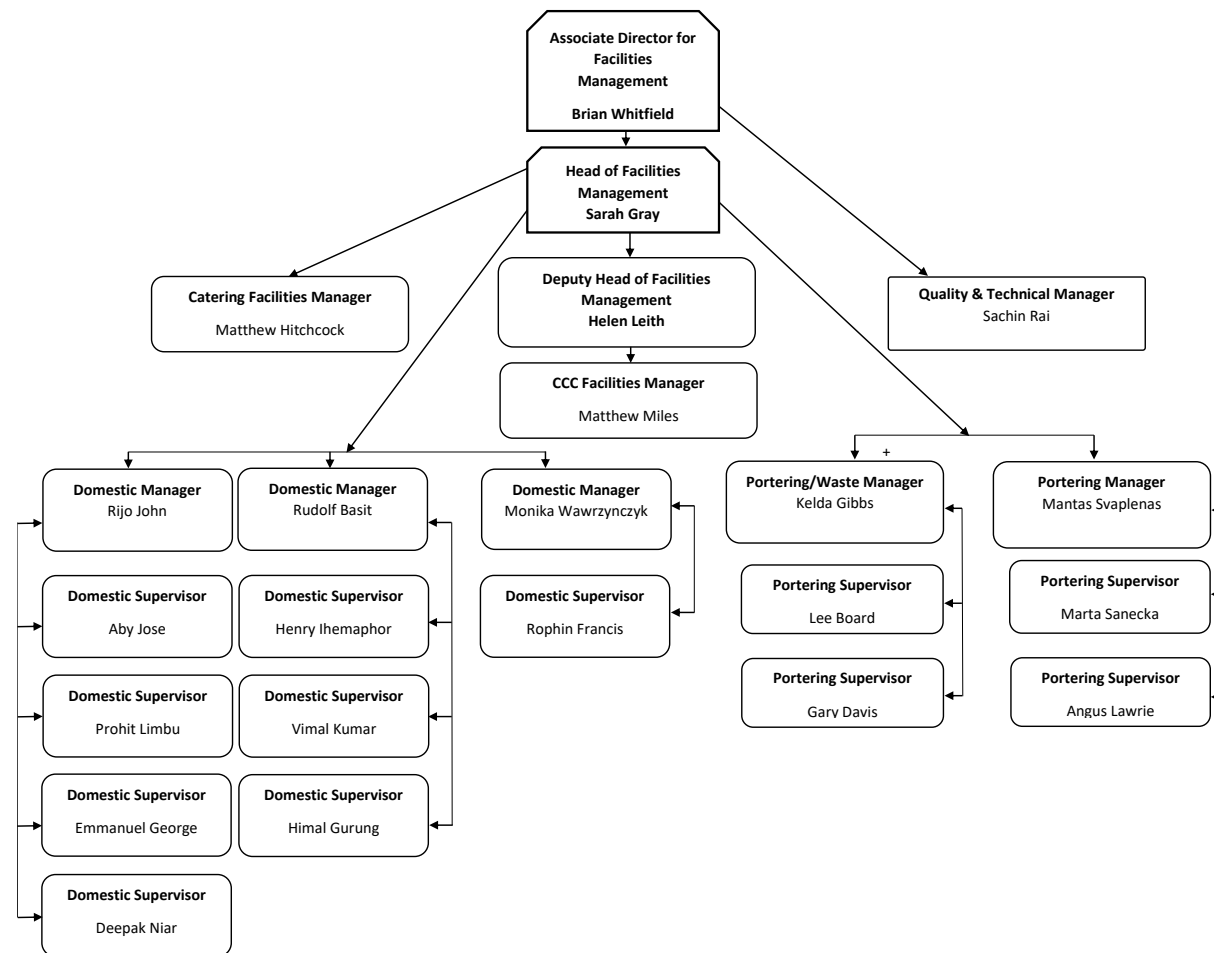 Associate Director for
Facilities
Management
Brian Whitfield
Head of Facilities
Management
Sarah Gray
Catering Facilities Manager
Matthew Hitchcock
Deputy Head of Facilities
Management
Helen Leith
Quality & Technical Manager
Sachin Rai
CCC Facilities Manager
Matthew Miles
+
Domestic Manager
Rijo John
Domestic Manager
Rudolf Basit
Domestic Manager
Monika Wawrzynczyk
Portering/Waste Manager
Kelda Gibbs
Portering Manager
Mantas Svaplenas
Domestic Supervisor
Aby Jose
Domestic Supervisor
Henry Ihemaphor
Domestic Supervisor
Rophin Francis
Portering Supervisor
Lee Board
Portering Supervisor
Marta Sanecka
Domestic Supervisor
Prohit Limbu
Domestic Supervisor
Vimal Kumar
Portering Supervisor
Gary Davis
Portering Supervisor
Angus Lawrie
Domestic Supervisor
Emmanuel George
Domestic Supervisor
Himal Gurung
Domestic Supervisor
Deepak Niar